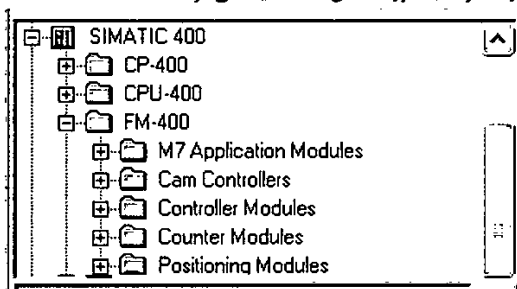 SIMATIC 400
CP-400
CPU-400
FM-400
M7 Application Modules
Cam Controllers
Controller Modules
Counter Modules
Positioning Modules